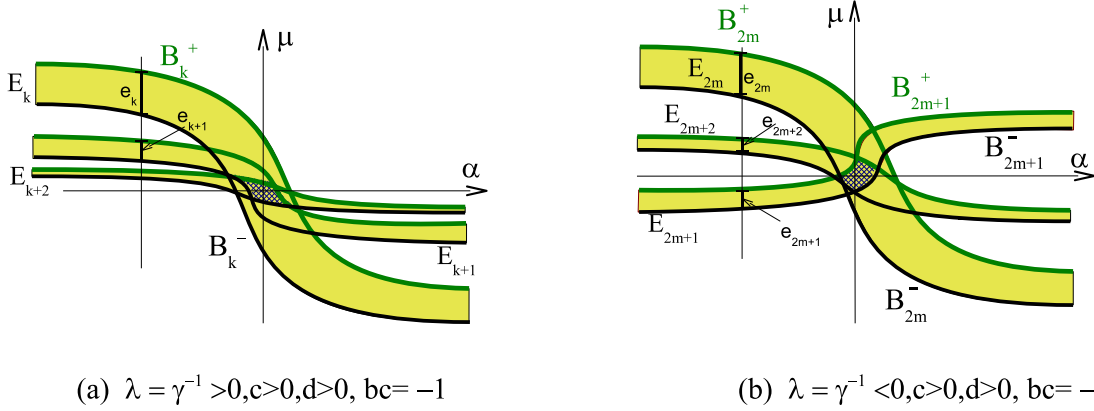 μ
B_k^+
E_k
e_k
e_{k+1}
α
E_{k+2}
B_k^-
E_{k+1}
(a) λ = γ^{-1} >0,c>0,d>0, bc= −1
μ
B_{2m}^+
E_{2m}
e_{2m}
B_{2m+1}^+
E_{2m+2}
e_{2m+2}
B_{2m+1}^-
α
E_{2m+1}
e_{2m+1}
B_{2m}^-
(b) λ = γ^{-1} <0,c>0,d>0, bc= −